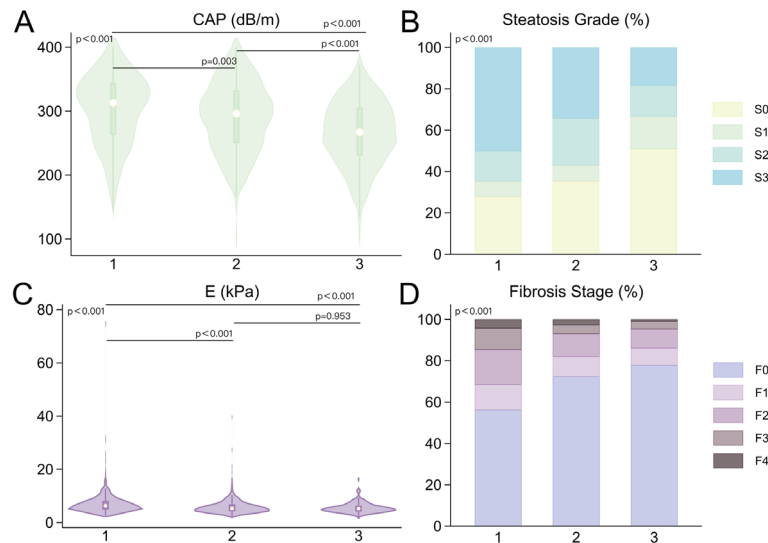 A
CAP (dB/m)
p<0.001
p<0.001
p<0.001
p=0.003
400
300
200
100
1
2
3
B
Steatosis Grade (%)
p<0.001
100
80
60
40
20
0
1
2
3
S0
S1
S2
S3
C
E (kPa)
p<0.001
p<0.001
p=0.953
p<0.001
80
60
40
20
0
1
2
3
D
Fibrosis Stage (%)
p<0.001
100
80
60
40
20
0
1
2
3
F0
F1
F2
F3
F4